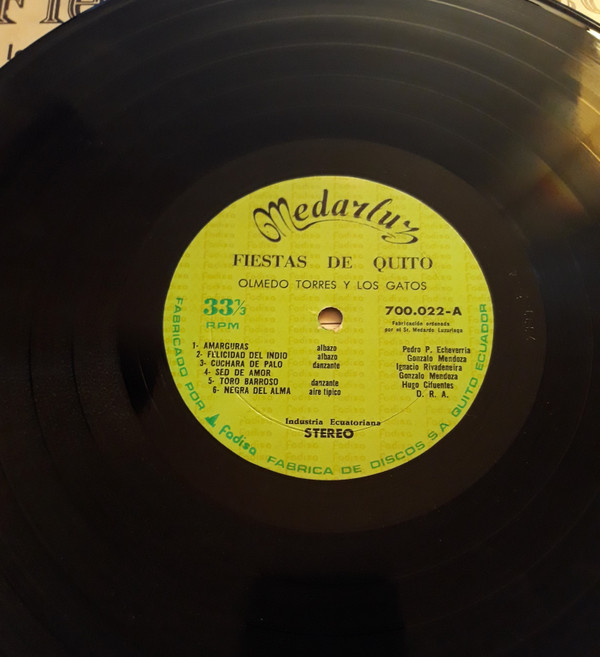 Medarluz
FIESTAS DE QUITO
OLMEDO TORRES Y LOS GATOS
33⅓
RPM
700.022-A
Fabricación ordenada
por el Sr. Medardo Luzuriaga
1- AMARGURAS albazo Pedro P. Echeverria
2- FELICIDAD DEL INDIO albazo Gonzalo Mendoza
3- CUCHARA DE PALO danzante Ignacio Rivadeneira
4- SED DE AMOR Gonzalo Mendoza
5- TORO BARROSO danzante Hugo Cifuentes
6- NEGRA DEL ALMA aire típico D. R. A.
Industria Ecuatoriana
STEREO
FABRICADO POR fadisa FABRICA DE DISCOS S A QUITO ECUADOR